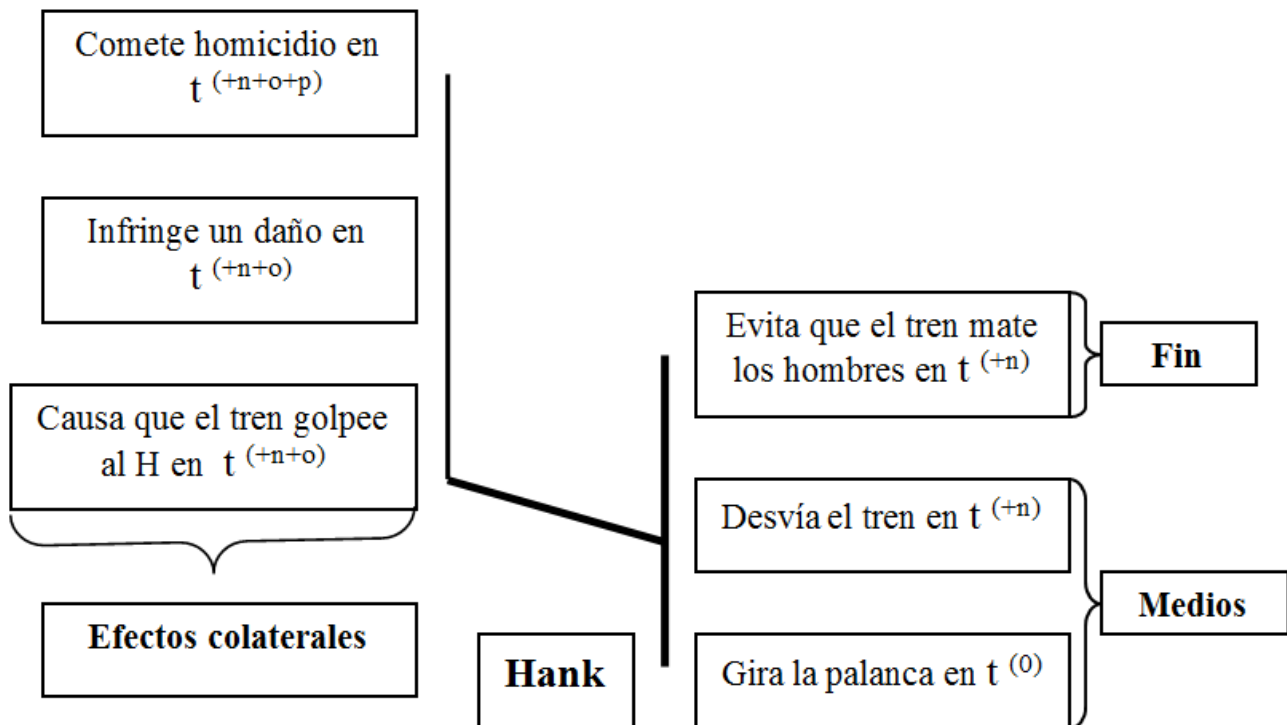 Comete homicidio en
t (+n+o+p)
Infringe un daño en
t (+n+o)
Causa que el tren golpee
al H en t (+n+o)
Efectos colaterales
Hank
Evita que el tren mate
los hombres en t (+n)
Fin
Desvía el tren en t (+n)
Medios
Gira la palanca en t (0)